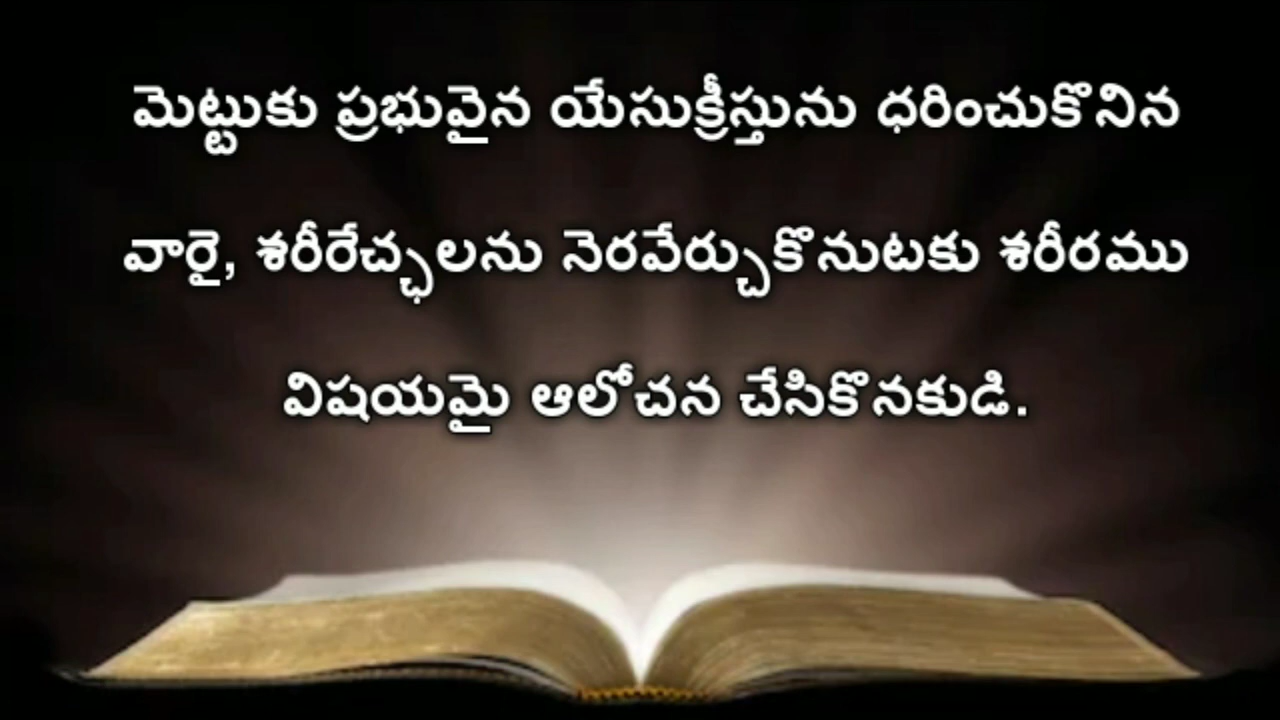 మెట్టుకు ప్రభువైన యేసుక్రీస్తును ధరించుకొనిన
వారై, శరీరేచ్ఛలను నెరవేర్చుకొనుటకు శరీరము
విషయమై ఆలోచన చేసికొనకుడి.